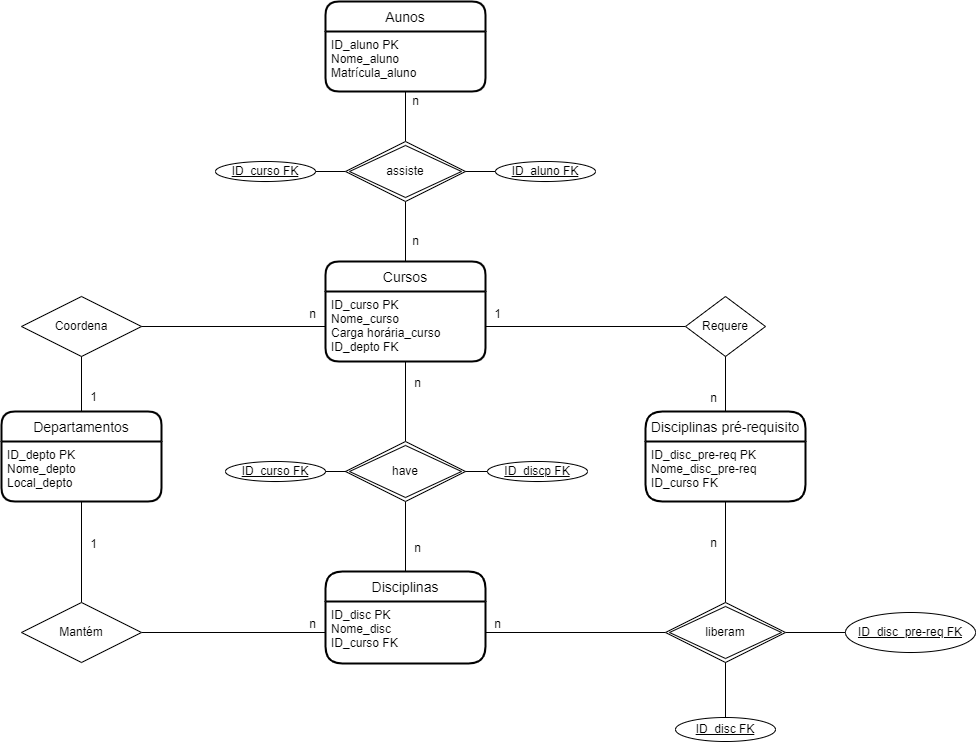 Aunos
ID_aluno PK
Nome_aluno
Matrícula_aluno
n
ID_curso FK
assiste
ID_aluno FK
n
Cursos
ID_curso PK
Nome_curso
Carga horária_curso
ID_depto FK
Coordena
n
1
Requere
1
n
n
Departamentos
ID_depto PK
Nome_depto
Local_depto
Disciplinas pré-requisito
ID_disc_pre-req PK
Nome_disc_pre-req
ID_curso FK
ID_curso FK
have
ID_discp FK
1
n
n
Disciplinas
ID_disc PK
Nome_disc
ID_curso FK
Mantém
n
n
liberam
ID_disc_pre-req FK
ID_disc FK